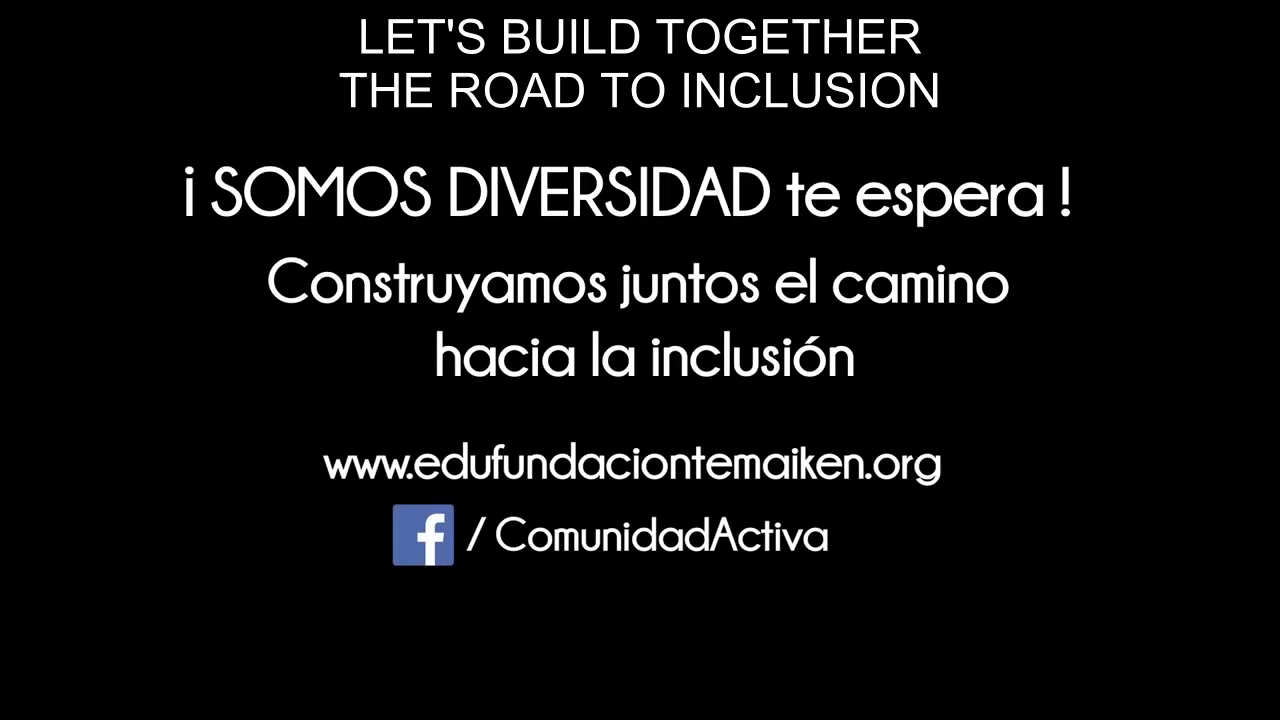 LET'S BUILD TOGETHER
THE ROAD TO INCLUSION
¡ SOMOS DIVERSIDAD te espera !
Construyamos juntos el camino
hacia la inclusión
www.edufundaciontemaiken.org
f / ComunidadActiva